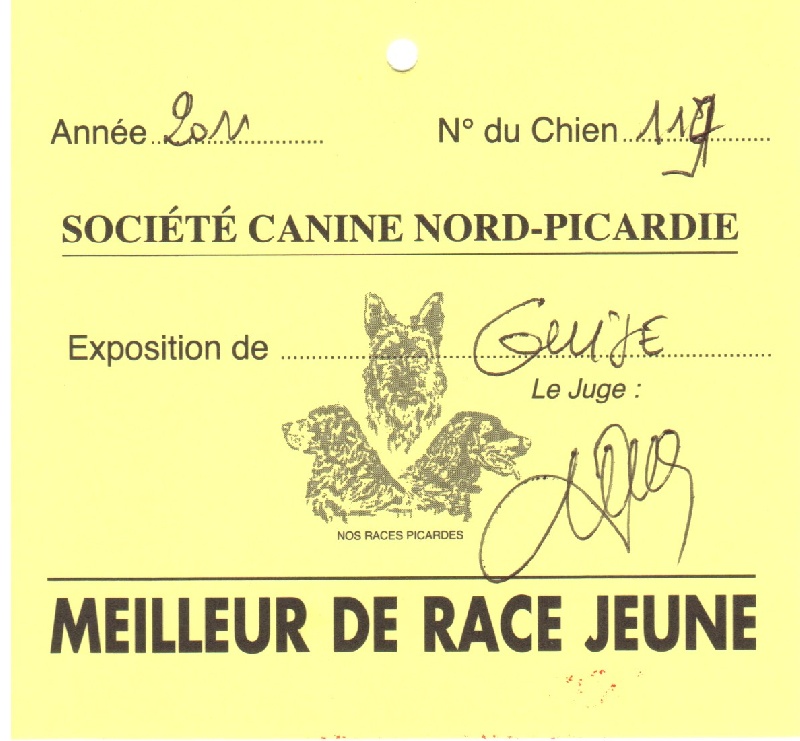 Année 2011 N° du Chien 117
SOCIÉTÉ CANINE NORD-PICARDIE
Exposition de GUISE
Le Juge :
NOS RACES PICARDES
MEILLEUR DE RACE JEUNE